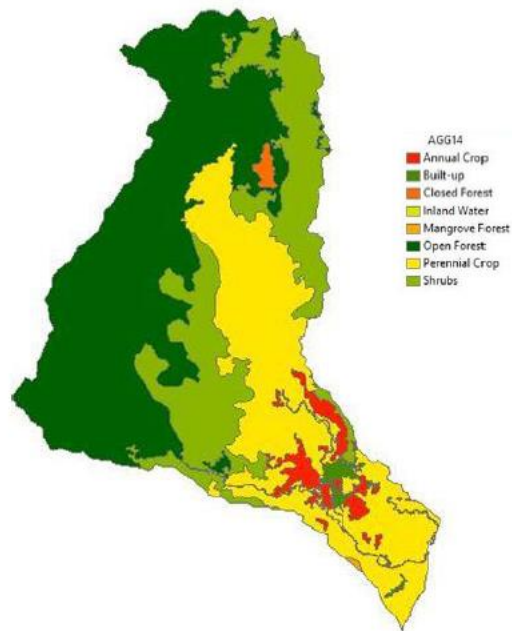 AGG14
Annual Crop
Built-up
Closed Forest
Inland Water
Mangrove Forest
Open Forest
Perennial Crop
Shrubs